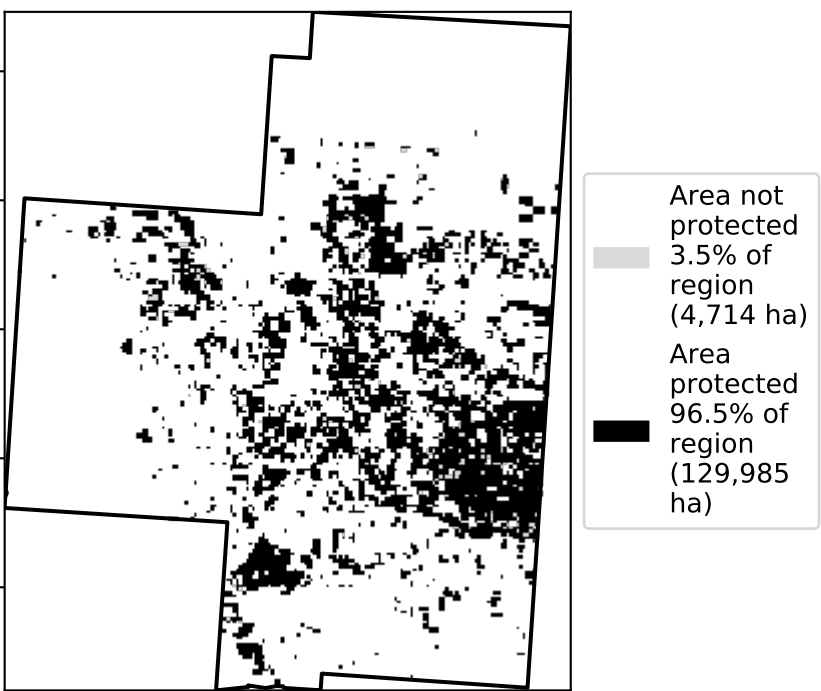 Area not
protected
3.5% of
region
(4,714 ha)
Area
protected
96.5% of
region
(129,985
ha)